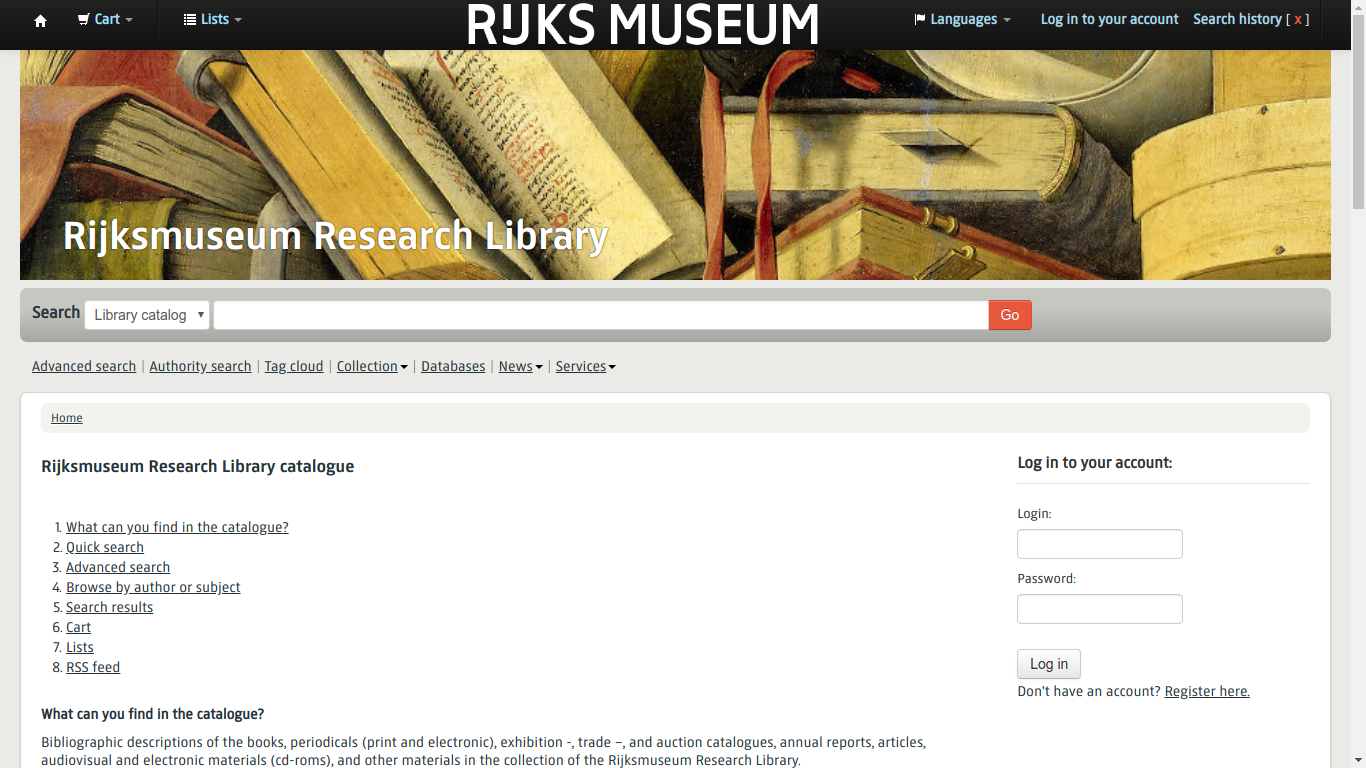 Cart
Lists
RIJKS MUSEUM
Languages
Log in to your account
Search history [ x ]
Rijksmuseum Research Library
Search Library catalog Go
Advanced search | Authority search | Tag cloud | Collection | Databases | News | Services
Home
Rijksmuseum Research Library catalogue
1. What can you find in the catalogue?
2. Quick search
3. Advanced search
4. Browse by author or subject
5. Search results
6. Cart
7. Lists
8. RSS feed
What can you find in the catalogue?
Bibliographic descriptions of the books, periodicals (print and electronic), exhibition -, trade –, and auction catalogues, annual reports, articles,
audiovisual and electronic materials (cd-roms), and other materials in the collection of the Rijksmuseum Research Library.
Log in to your account:
Login:
Password:
Log in
Don't have an account? Register here.